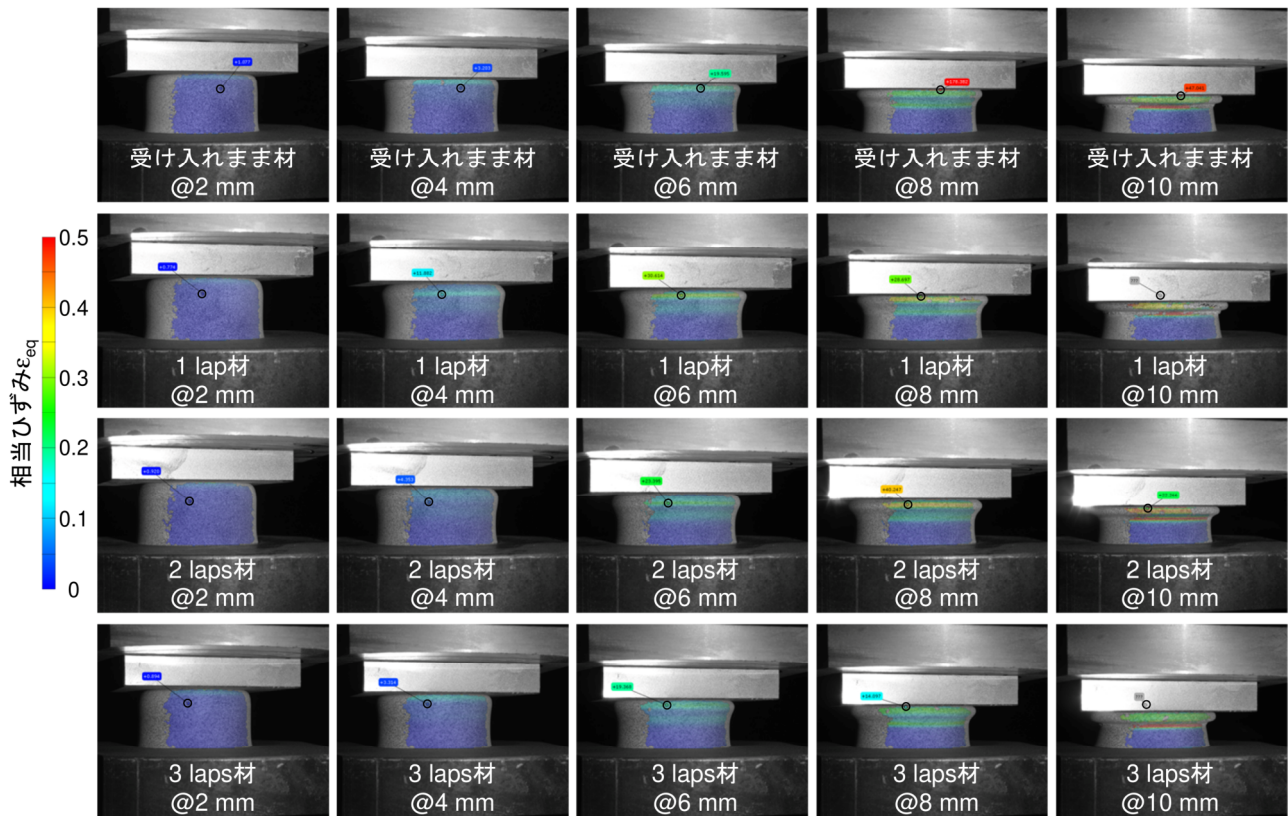 受け入れまま材
@2 mm
受け入れまま材
@4 mm
受け入れまま材
@6 mm
受け入れまま材
@8 mm
受け入れまま材
@10 mm
相当ひずみεeq
0.5
0.4
0.3
0.2
0.1
0
1 lap材
@2 mm
1 lap材
@4 mm
1 lap材
@6 mm
1 lap材
@8 mm
1 lap材
@10 mm
2 laps材
@2 mm
2 laps材
@4 mm
2 laps材
@6 mm
2 laps材
@8 mm
2 laps材
@10 mm
3 laps材
@2 mm
3 laps材
@4 mm
3 laps材
@6 mm
3 laps材
@8 mm
3 laps材
@10 mm